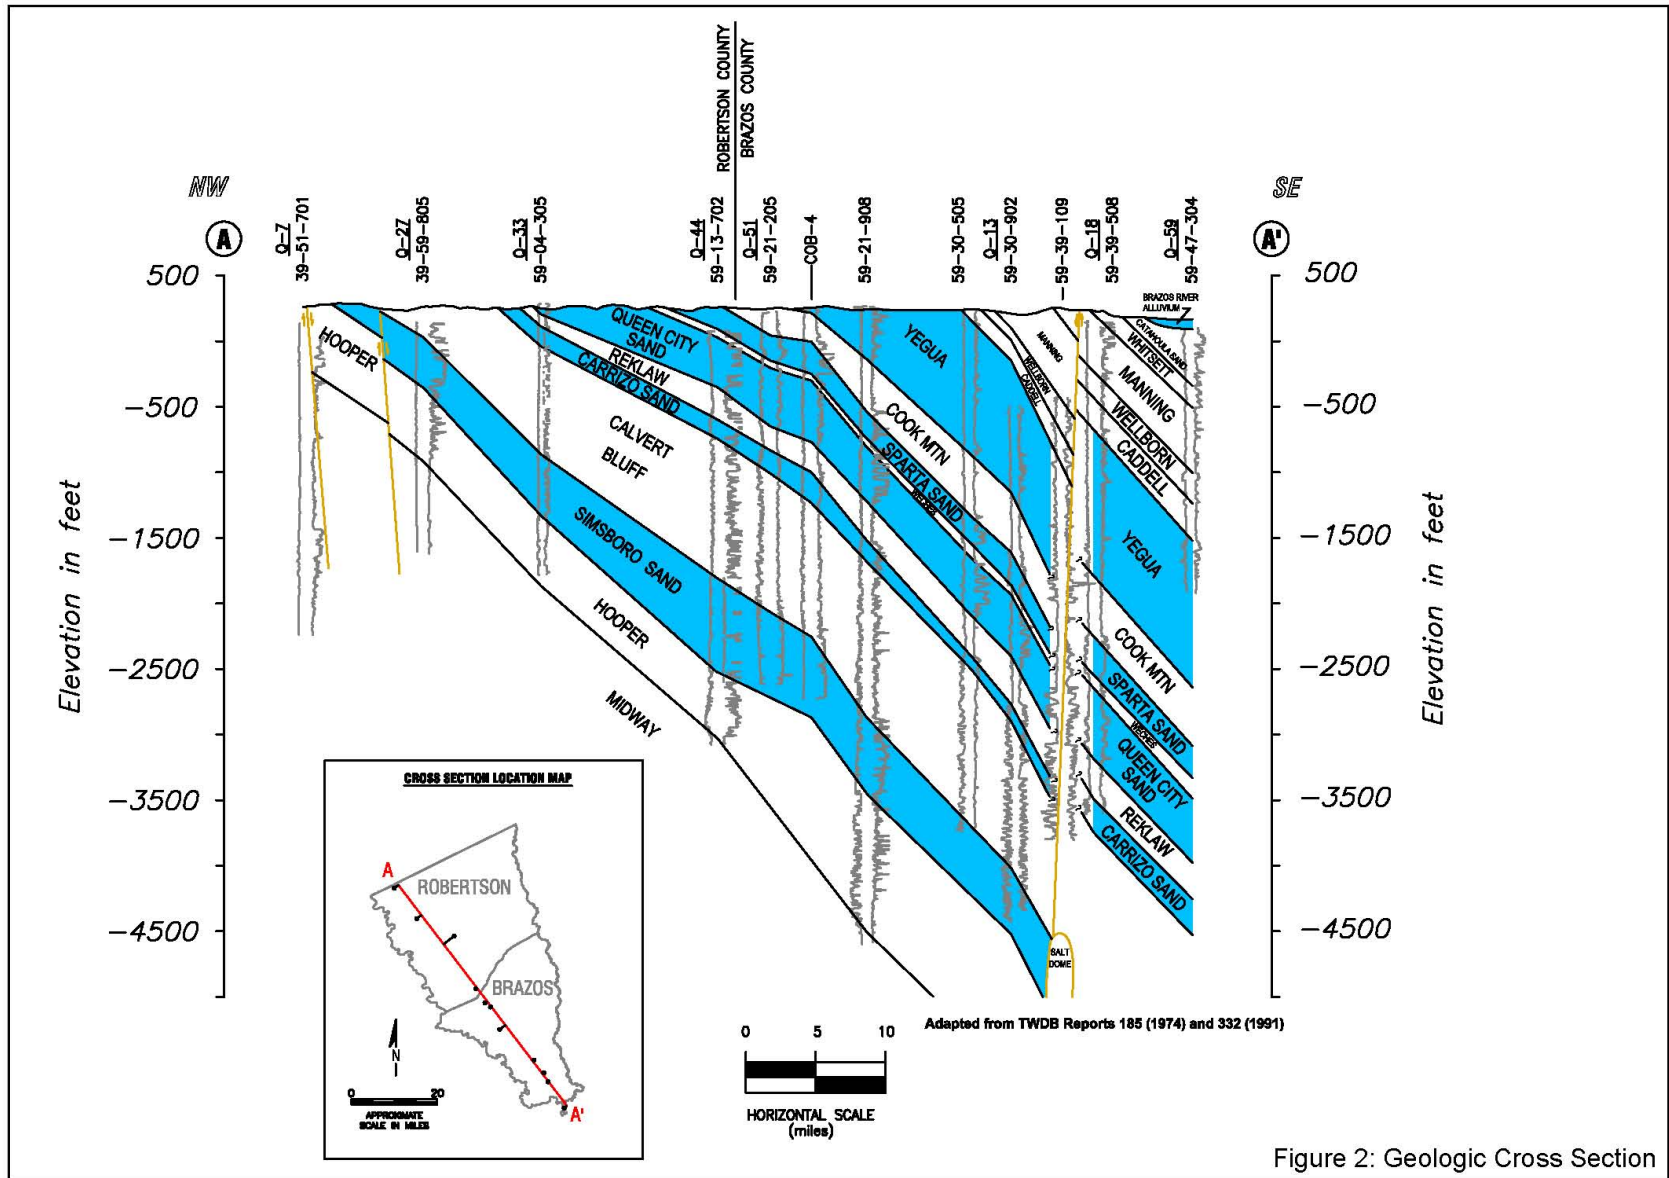 ROBERTSON COUNTY
BRAZOS COUNTY
NW
SE
A
A'
Q-7
39-51-701
Q-27
39-59-805
Q-33
59-04-305
Q-44
59-13-702
Q-51
59-21-205
COB-4
59-21-908
59-30-505
Q-13
59-30-902
59-39-109
Q-18
59-39-508
Q-59
59-47-304
500
-500
-1500
-2500
-3500
-4500
Elevation in feet
500
-500
-1500
-2500
-3500
-4500
Elevation in feet
BRAZOS RIVER
ALLUVIUM
HOOPER
QUEEN CITY
SAND
REKLAW
CARRIZO SAND
CALVERT
BLUFF
SIMSBORO SAND
HOOPER
MIDWAY
YEGUA
COOK MTN
SPARTA SAND
WECHES
MANNING
WELLBORN
CADDELL
CATAHOULA SAND
WHITSETT
MANNING
WELLBORN
CADDELL
YEGUA
COOK MTN
SPARTA SAND
WECHES
QUEEN CITY
SAND
REKLAW
CARRIZO SAND
? ? ? ? ? ? ?
? ? ? ? ? ? ?
SALT
DOME
CROSS SECTION LOCATION MAP
A
ROBERTSON
BRAZOS
A'
N
0 20
APPROXIMATE
SCALE IN MILES
0 5 10
HORIZONTAL SCALE
(miles)
Adapted from TWDB Reports 185 (1974) and 332 (1991)
Figure 2: Geologic Cross Section